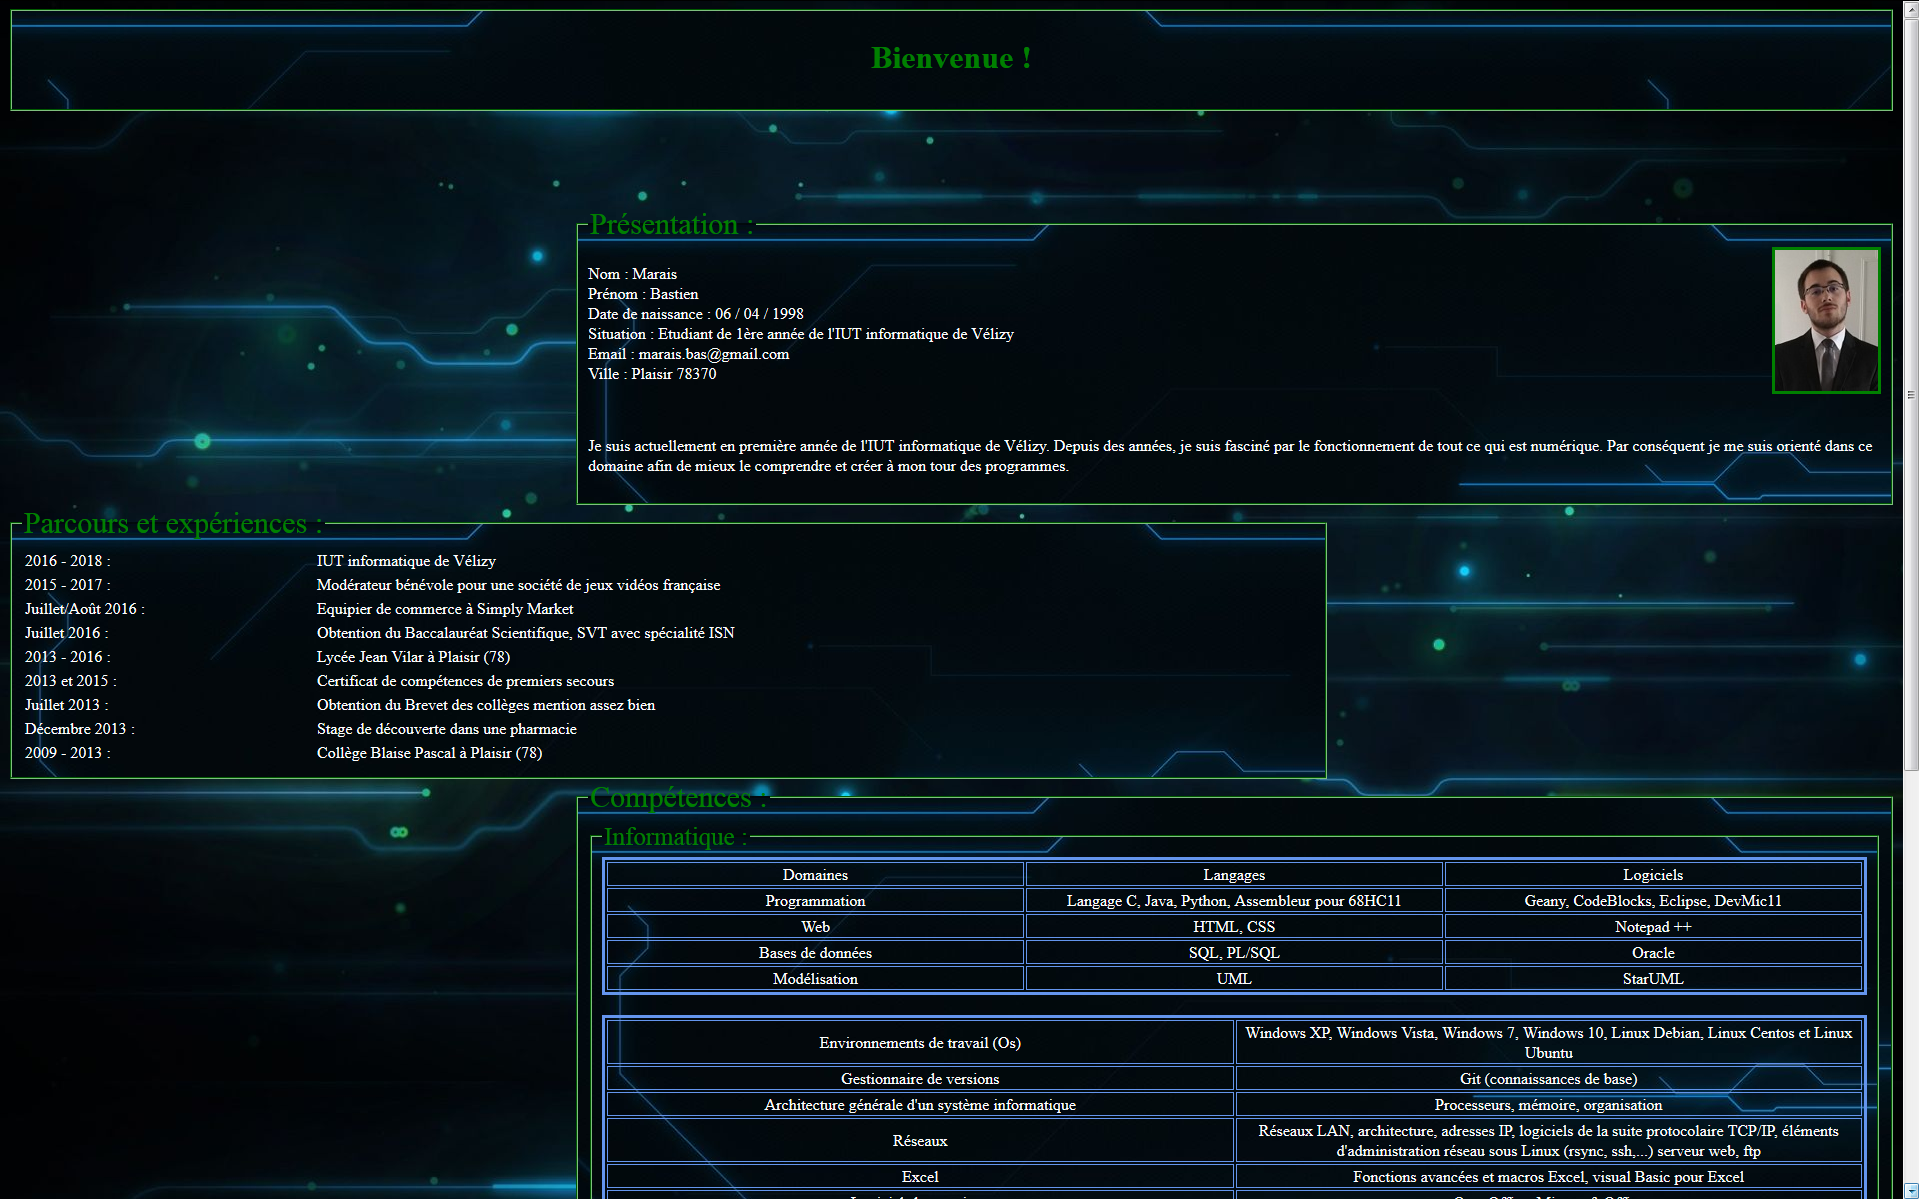 Bienvenue !
Présentation :
Nom : Marais
Prénom : Bastien
Date de naissance : 06 / 04 / 1998
Situation : Etudiant de 1ère année de l'IUT informatique de Vélizy
Email : marais.bas@gmail.com
Ville : Plaisir 78370
Je suis actuellement en première année de l'IUT informatique de Vélizy. Depuis des années, je suis fasciné par le fonctionnement de tout ce qui est numérique. Par conséquent je me suis orienté dans ce
domaine afin de mieux le comprendre et créer à mon tour des programmes.
Parcours et expériences :
2016 - 2018 : IUT informatique de Vélizy
2015 - 2017 : Modérateur bénévole pour une société de jeux vidéos française
Juillet/Août 2016 : Equipier de commerce à Simply Market
Juillet 2016 : Obtention du Baccalauréat Scientifique, SVT avec spécialité ISN
2013 - 2016 : Lycée Jean Vilar à Plaisir (78)
2013 et 2015 : Certificat de compétences de premiers secours
Juillet 2013 : Obtention du Brevet des collèges mention assez bien
Décembre 2013 : Stage de découverte dans une pharmacie
2009 - 2013 : Collège Blaise Pascal à Plaisir (78)
Compétences :
Informatique :
Domaines Langages Logiciels
Programmation Langage C, Java, Python, Assembleur pour 68HC11 Geany, CodeBlocks, Eclipse, DevMic11
Web HTML, CSS Notepad ++
Bases de données SQL, PL/SQL Oracle
Modélisation UML StarUML
Environnements de travail (Os) Windows XP, Windows Vista, Windows 7, Windows 10, Linux Debian, Linux Centos et Linux
Ubuntu
Gestionnaire de versions Git (connaissances de base)
Architecture générale d'un système informatique Processeurs, mémoire, organisation
Réseaux Réseaux LAN, architecture, adresses IP, logiciels de la suite protocolaire TCP/IP, éléments
d'administration réseau sous Linux (rsync, ssh,...) serveur web, ftp
Excel Fonctions avancées et macros Excel, visual Basic pour Excel